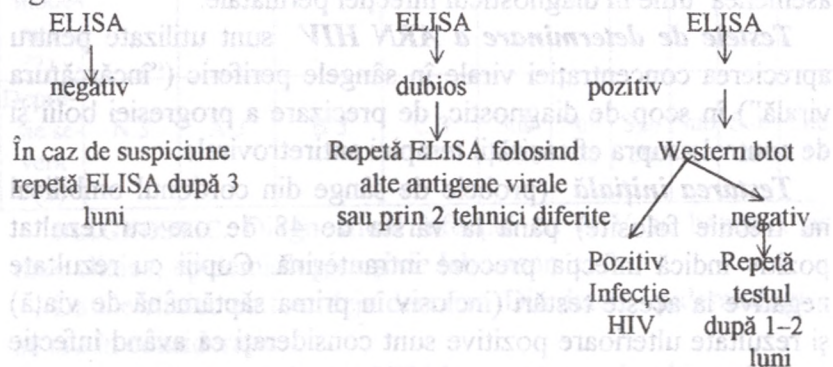 ELISA ELISA ELISA
negativ dubios pozitiv
În caz de suspiciune Repetă ELISA folosind Western blot
repetă ELISA după 3 alte antigene virale
luni sau prin 2 tehnici diferite negativ
Pozitiv Repetă
Infecție testul
HIV după 1–2
luni